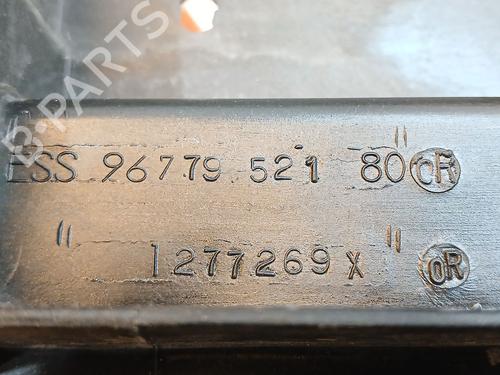 B-PARTS
ESS 96779 521 80 " CR
" 1277269 X " OR